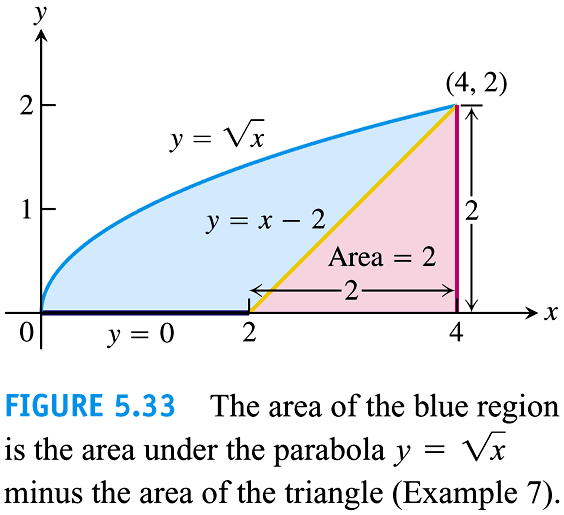 y
(4, 2)
2
y = √x
1
y = x − 2
2
Area = 2
2
x
0
y = 0
2
4
FIGURE 5.33 The area of the blue region
is the area under the parabola y = √x
minus the area of the triangle (Example 7).